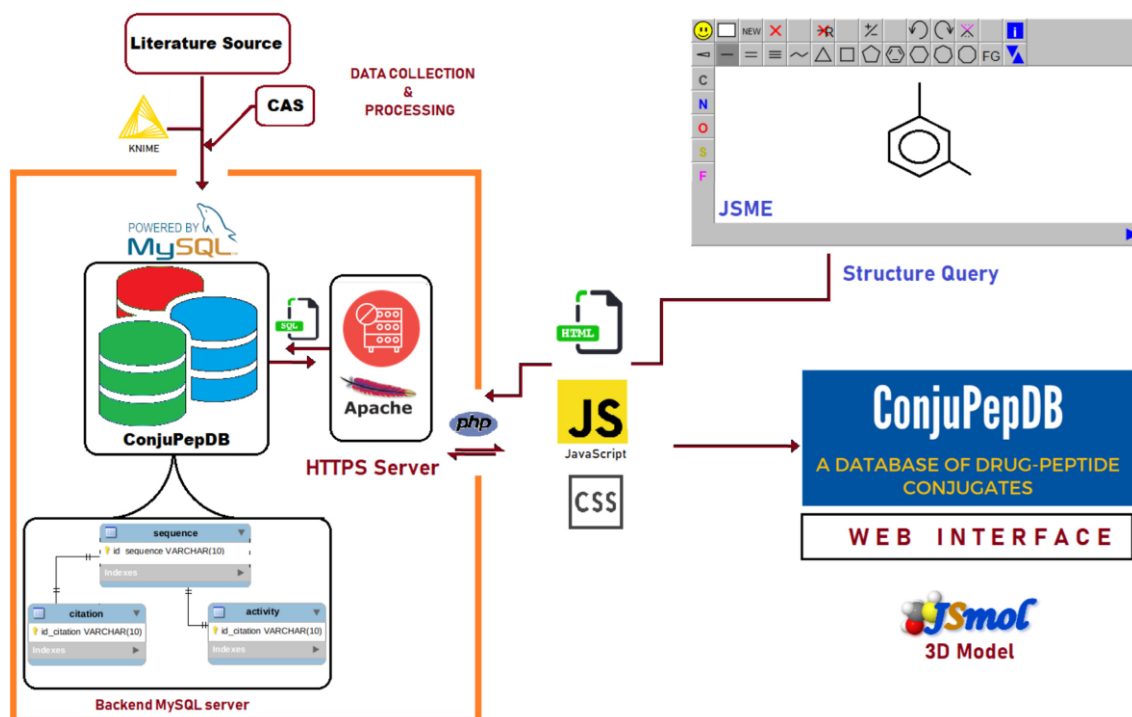 Literature Source
CAS
DATA COLLECTION
&
PROCESSING
KNIME
NEW
R
+/-
i
FG
C
N
O
S
F
JSME
Structure Query
POWERED BY
MySQL
ConjuPepDB
SQL
Apache
HTTPS Server
php
HTML
JS
JavaScript
CSS
ConjuPepDB
A DATABASE OF DRUG-PEPTIDE
CONJUGATES
WEB INTERFACE
JSmol
3D Model
sequence
id_sequence VARCHAR(10)
Indexes
citation
id_citation VARCHAR(10)
Indexes
activity
id_citation VARCHAR(10)
Indexes
Backend MySQL server